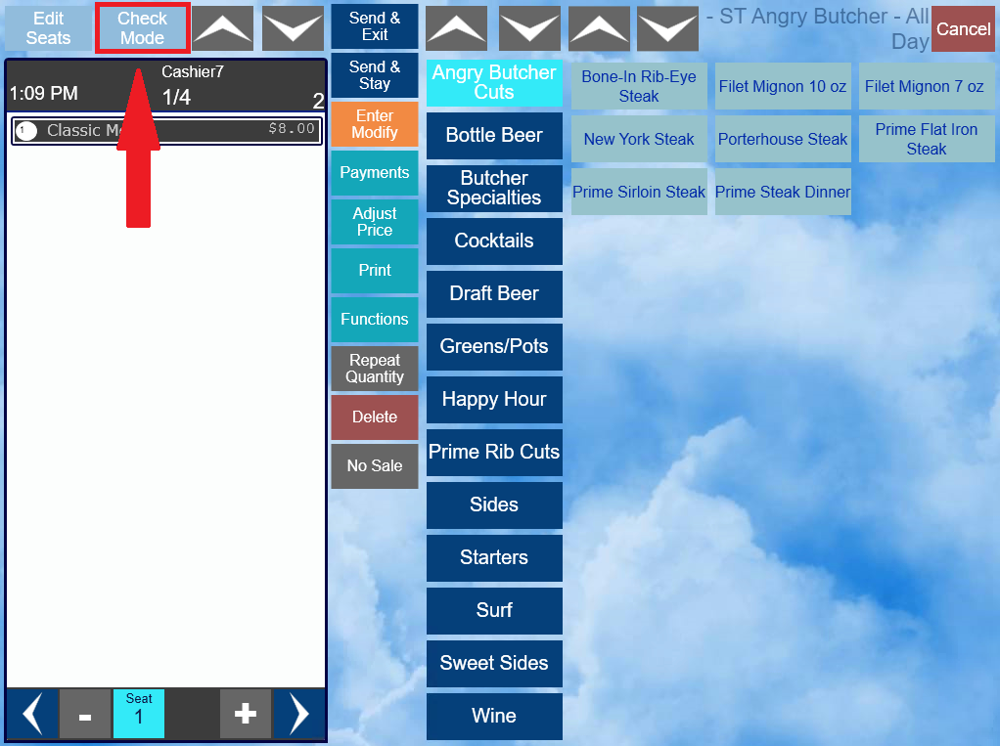 Edit
Seats
Check
Mode
1:09 PM
Cashier7
1/4
2
1
Classic
$8.00
-
Seat
1
+
Send &
Exit
Send &
Stay
Enter
Modify
Payments
Adjust
Price
Print
Functions
Repeat
Quantity
Delete
No Sale
Angry Butcher
Cuts
Bottle Beer
Butcher
Specialties
Cocktails
Draft Beer
Greens/Pots
Happy Hour
Prime Rib Cuts
Sides
Starters
Surf
Sweet Sides
Wine
- ST Angry Butcher - All
Day
Cancel
Bone-In Rib-Eye
Steak
Filet Mignon 10 oz
Filet Mignon 7 oz
New York Steak
Porterhouse Steak
Prime Flat Iron
Steak
Prime Sirloin Steak
Prime Steak Dinner